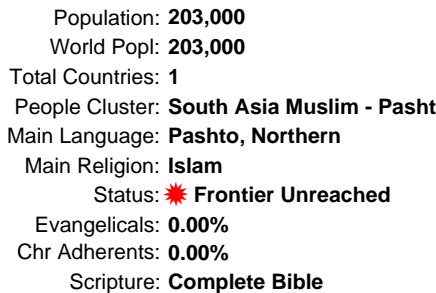 Population: 203,000
World Popl: 203,000
Total Countries: 1
People Cluster: South Asia Muslim - Pasht
Main Language: Pashto, Northern
Main Religion: Islam
Status: Frontier Unreached
Evangelicals: 0.00%
Chr Adherents: 0.00%
Scripture: Complete Bible